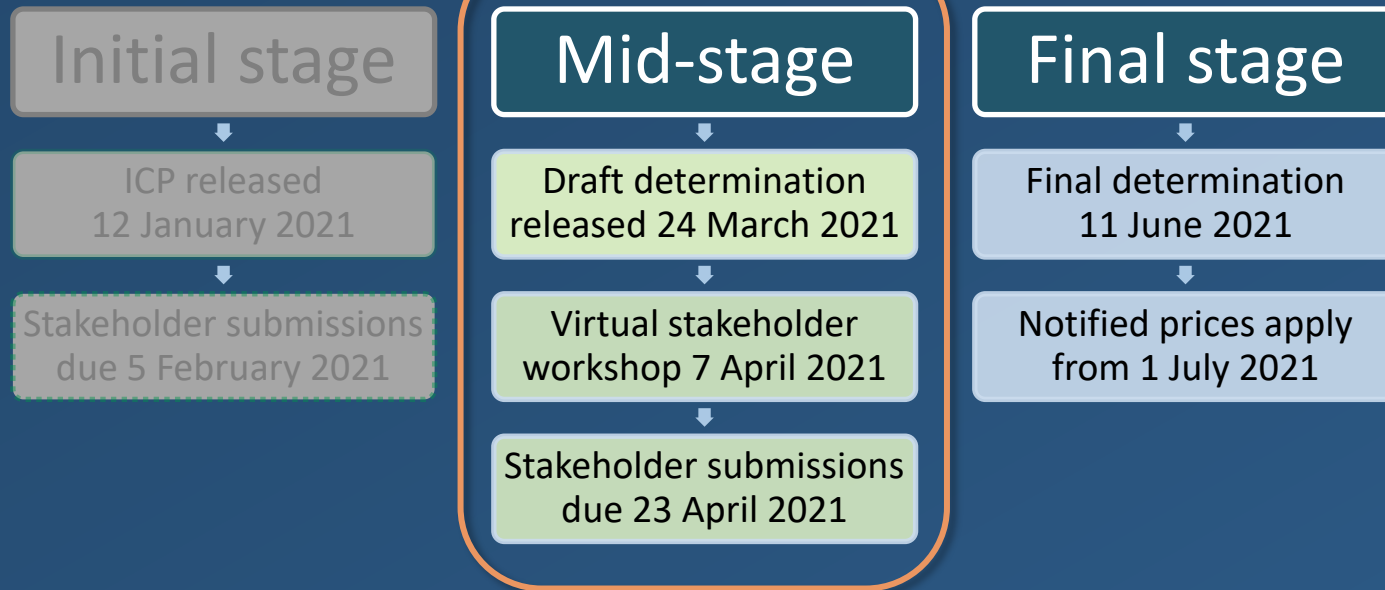 Initial stage
ICP released
12 January 2021
Stakeholder submissions
due 5 February 2021
Mid-stage
Draft determination
released 24 March 2021
Virtual stakeholder
workshop 7 April 2021
Stakeholder submissions
due 23 April 2021
Final stage
Final determination
11 June 2021
Notified prices apply
from 1 July 2021